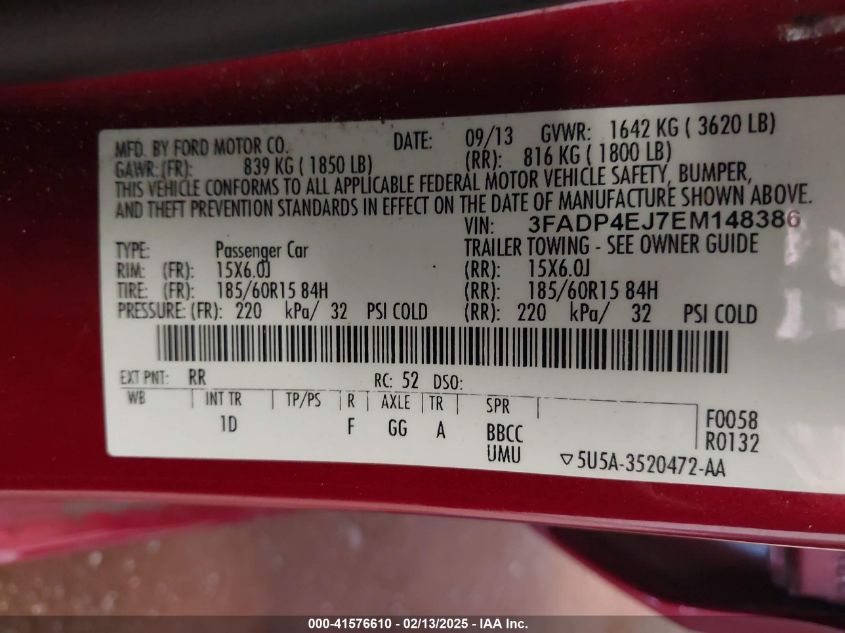 MFD. BY FORD MOTOR CO. DATE: 09/13 GVWR: 1642 KG ( 3620 LB)
GAWR:(FR): 839 KG ( 1850 LB) (RR): 816 KG ( 1800 LB)
THIS VEHICLE CONFORMS TO ALL APPLICABLE FEDERAL MOTOR VEHICLE SAFETY, BUMPER,
AND THEFT PREVENTION STANDARDS IN EFFECT ON THE DATE OF MANUFACTURE SHOWN ABOVE.
VIN: 3FADP4EJ7EM148386
TYPE: Passenger Car TRAILER TOWING - SEE OWNER GUIDE
RIM: (FR): 15X6.0J (RR): 15X6.0J
TIRE: (FR): 185/60R15 84H (RR): 185/60R15 84H
PRESSURE: (FR): 220 kPa/ 32 PSI COLD (RR): 220 kPa/ 32 PSI COLD
EXT PNT: RR RC: 52 DSO:
WB INT TR TP/PS R AXLE TR SPR
1D F GG A BBCC F0058
UMU R0132
▽5U5A-3520472-AA
000-41576610 - 02/13/2025 - IAA Inc.